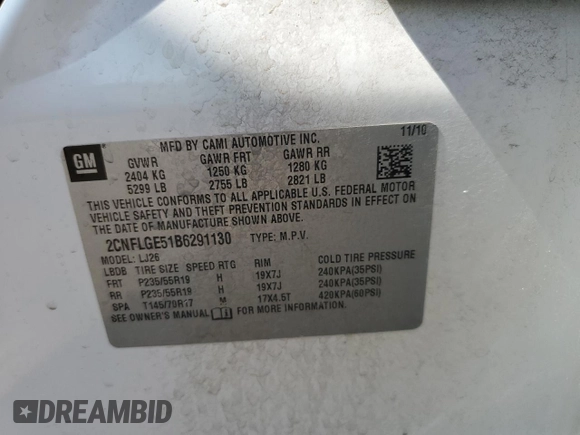 MFD BY CAMI AUTOMOTIVE INC. 11/10
GM
GVWR GAWR FRT GAWR RR
2404 KG 1250 KG 1280 KG
5299 LB 2755 LB 2821 LB
THIS VEHICLE CONFORMS TO ALL APPLICABLE U.S. FEDERAL MOTOR
VEHICLE SAFETY AND THEFT PREVENTION STANDARDS IN EFFECT ON
THE DATE OF MANUFACTURE SHOWN ABOVE.
2CNFLGE51B6291130 TYPE: M.P.V.
MODEL: LJ26
LBDB TIRE SIZE SPEED RTG RIM COLD TIRE PRESSURE
FRT P235/55R19 H 19X7J 240KPA(35PSI)
RR P235/55R19 H 19X7J 240KPA(35PSI)
SPA T145/70R17 M 17X4.5T 420KPA(60PSI)
SEE OWNER'S MANUAL FOR MORE INFORMATION.
DREAMBID